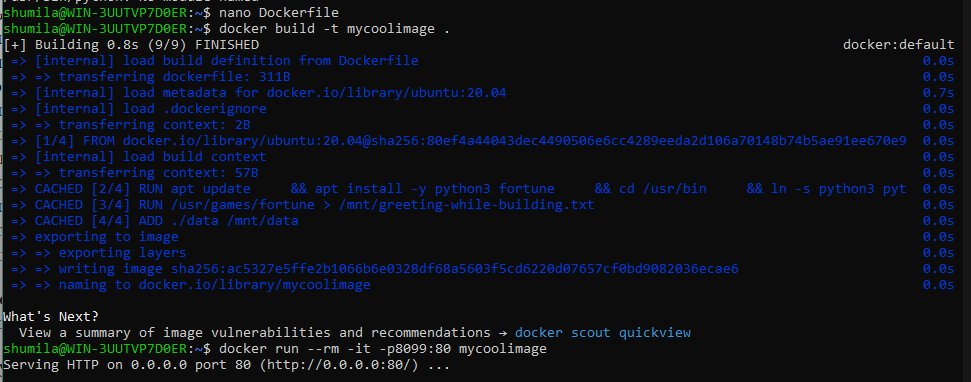 shumila@WIN-3UUTVP7D0ER:~$ nano Dockerfile
shumila@WIN-3UUTVP7D0ER:~$ docker build -t mycoolimage .
[+] Building 0.8s (9/9) FINISHED docker:default
=> [internal] load build definition from Dockerfile 0.0s
=> => transferring dockerfile: 311B 0.0s
=> [internal] load metadata for docker.io/library/ubuntu:20.04 0.7s
=> [internal] load .dockerignore 0.0s
=> => transferring context: 2B 0.0s
=> [1/4] FROM docker.io/library/ubuntu:20.04@sha256:80ef4a44043dec4490506e6cc4289eeda2d106a70148b74b5ae91ee670e9 0.0s
=> [internal] load build context 0.0s
=> => transferring context: 57B 0.0s
=> CACHED [2/4] RUN apt update && apt install -y python3 fortune && cd /usr/bin && ln -s python3 pyt 0.0s
=> CACHED [3/4] RUN /usr/games/fortune > /mnt/greeting-while-building.txt 0.0s
=> CACHED [4/4] ADD ./data /mnt/data 0.0s
=> exporting to image 0.0s
=> => exporting layers 0.0s
=> => writing image sha256:ac5327e5ffe2b1066b6e0328df68a5603f5cd6220d07657cf0bd9082036ecae6 0.0s
=> => naming to docker.io/library/mycoolimage 0.0s
What's Next?
View a summary of image vulnerabilities and recommendations → docker scout quickview
shumila@WIN-3UUTVP7D0ER:~$ docker run --rm -it -p8099:80 mycoolimage
Serving HTTP on 0.0.0.0 port 80 (http://0.0.0.0:80/) ...